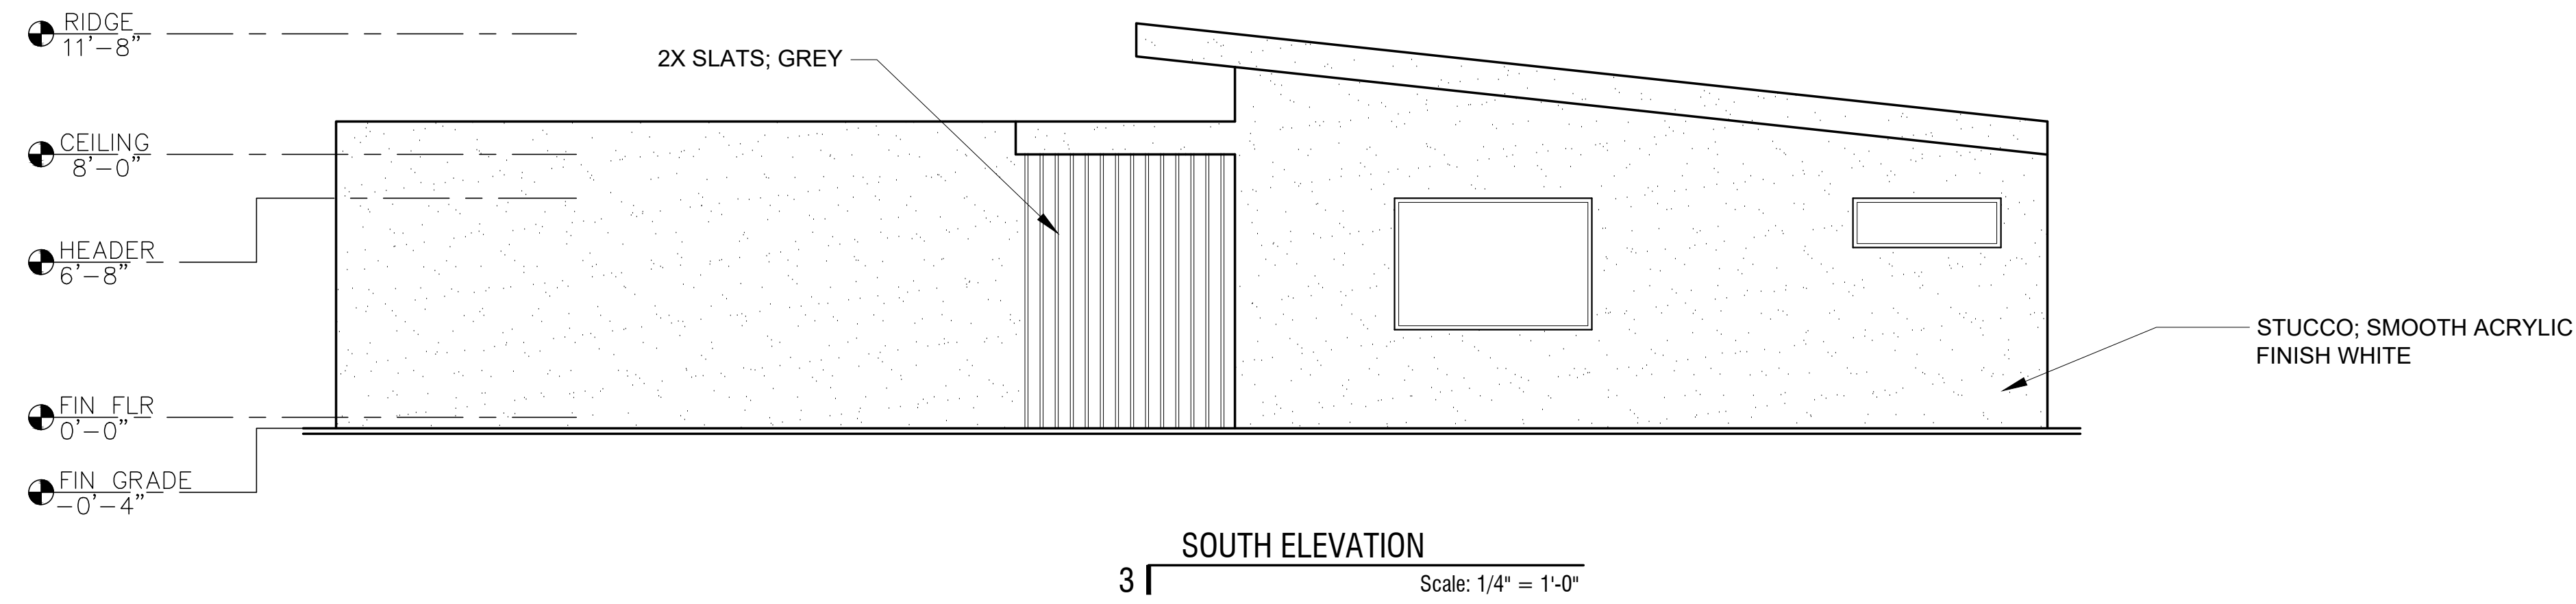 RIDGE
11'-8"
2X SLATS; GREY
CEILING
8'-0"
HEADER
6'-8"
STUCCO; SMOOTH ACRYLIC
FINISH WHITE
FIN FLR
0'-0"
FIN GRADE
-0'-4"
SOUTH ELEVATION
3
Scale: 1/4" = 1'-0"